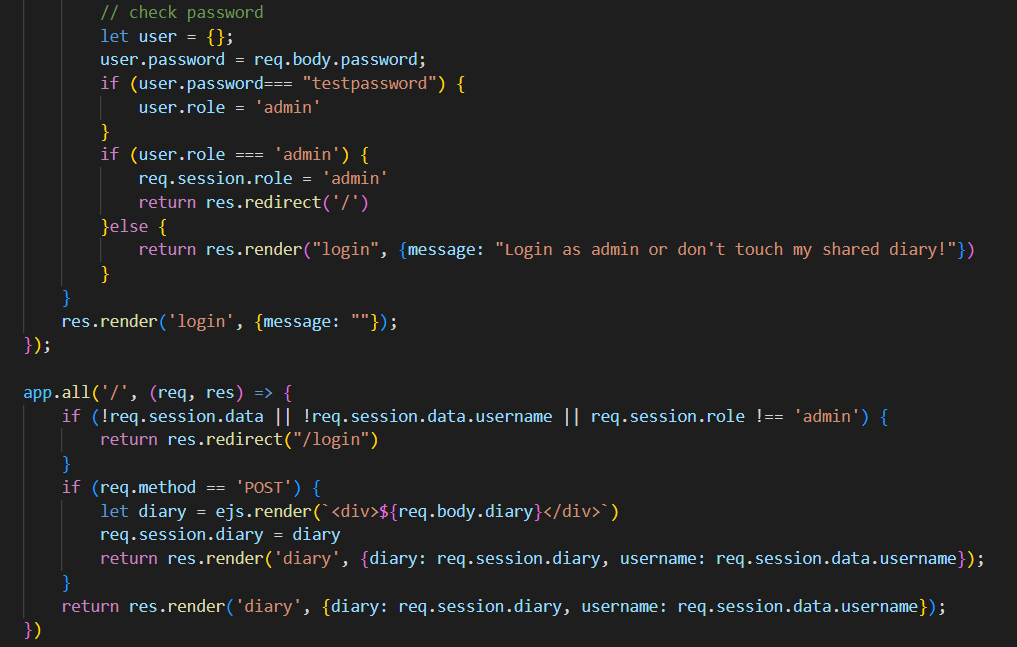 // check password
let user = {};
user.password = req.body.password;
if (user.password=== "testpassword") {
user.role = 'admin'
}
if (user.role === 'admin') {
req.session.role = 'admin'
return res.redirect('/')
}else {
return res.render("login", {message: "Login as admin or don't touch my shared diary!"})
}
}
res.render('login', {message: ""});
});
app.all('/', (req, res) => {
if (!req.session.data || !req.session.data.username || req.session.role !== 'admin') {
return res.redirect("/login")
}
if (req.method == 'POST') {
let diary = ejs.render(`<div>${req.body.diary}</div>`)
req.session.diary = diary
return res.render('diary', {diary: req.session.diary, username: req.session.data.username});
}
return res.render('diary', {diary: req.session.diary, username: req.session.data.username});
})